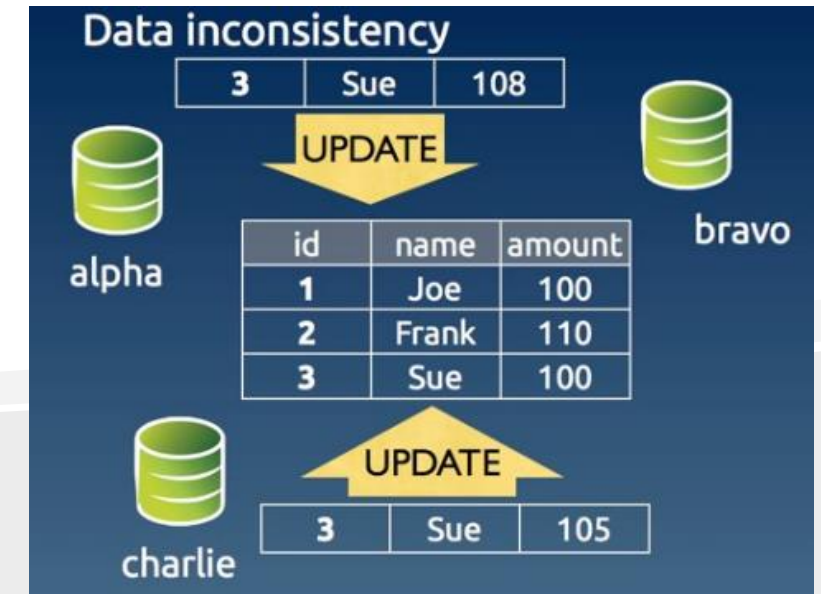 Data inconsistency
3 Sue 108
UPDATE
bravo
alpha
id name amount
1 Joe 100
2 Frank 110
3 Sue 100
UPDATE
3 Sue 105
charlie